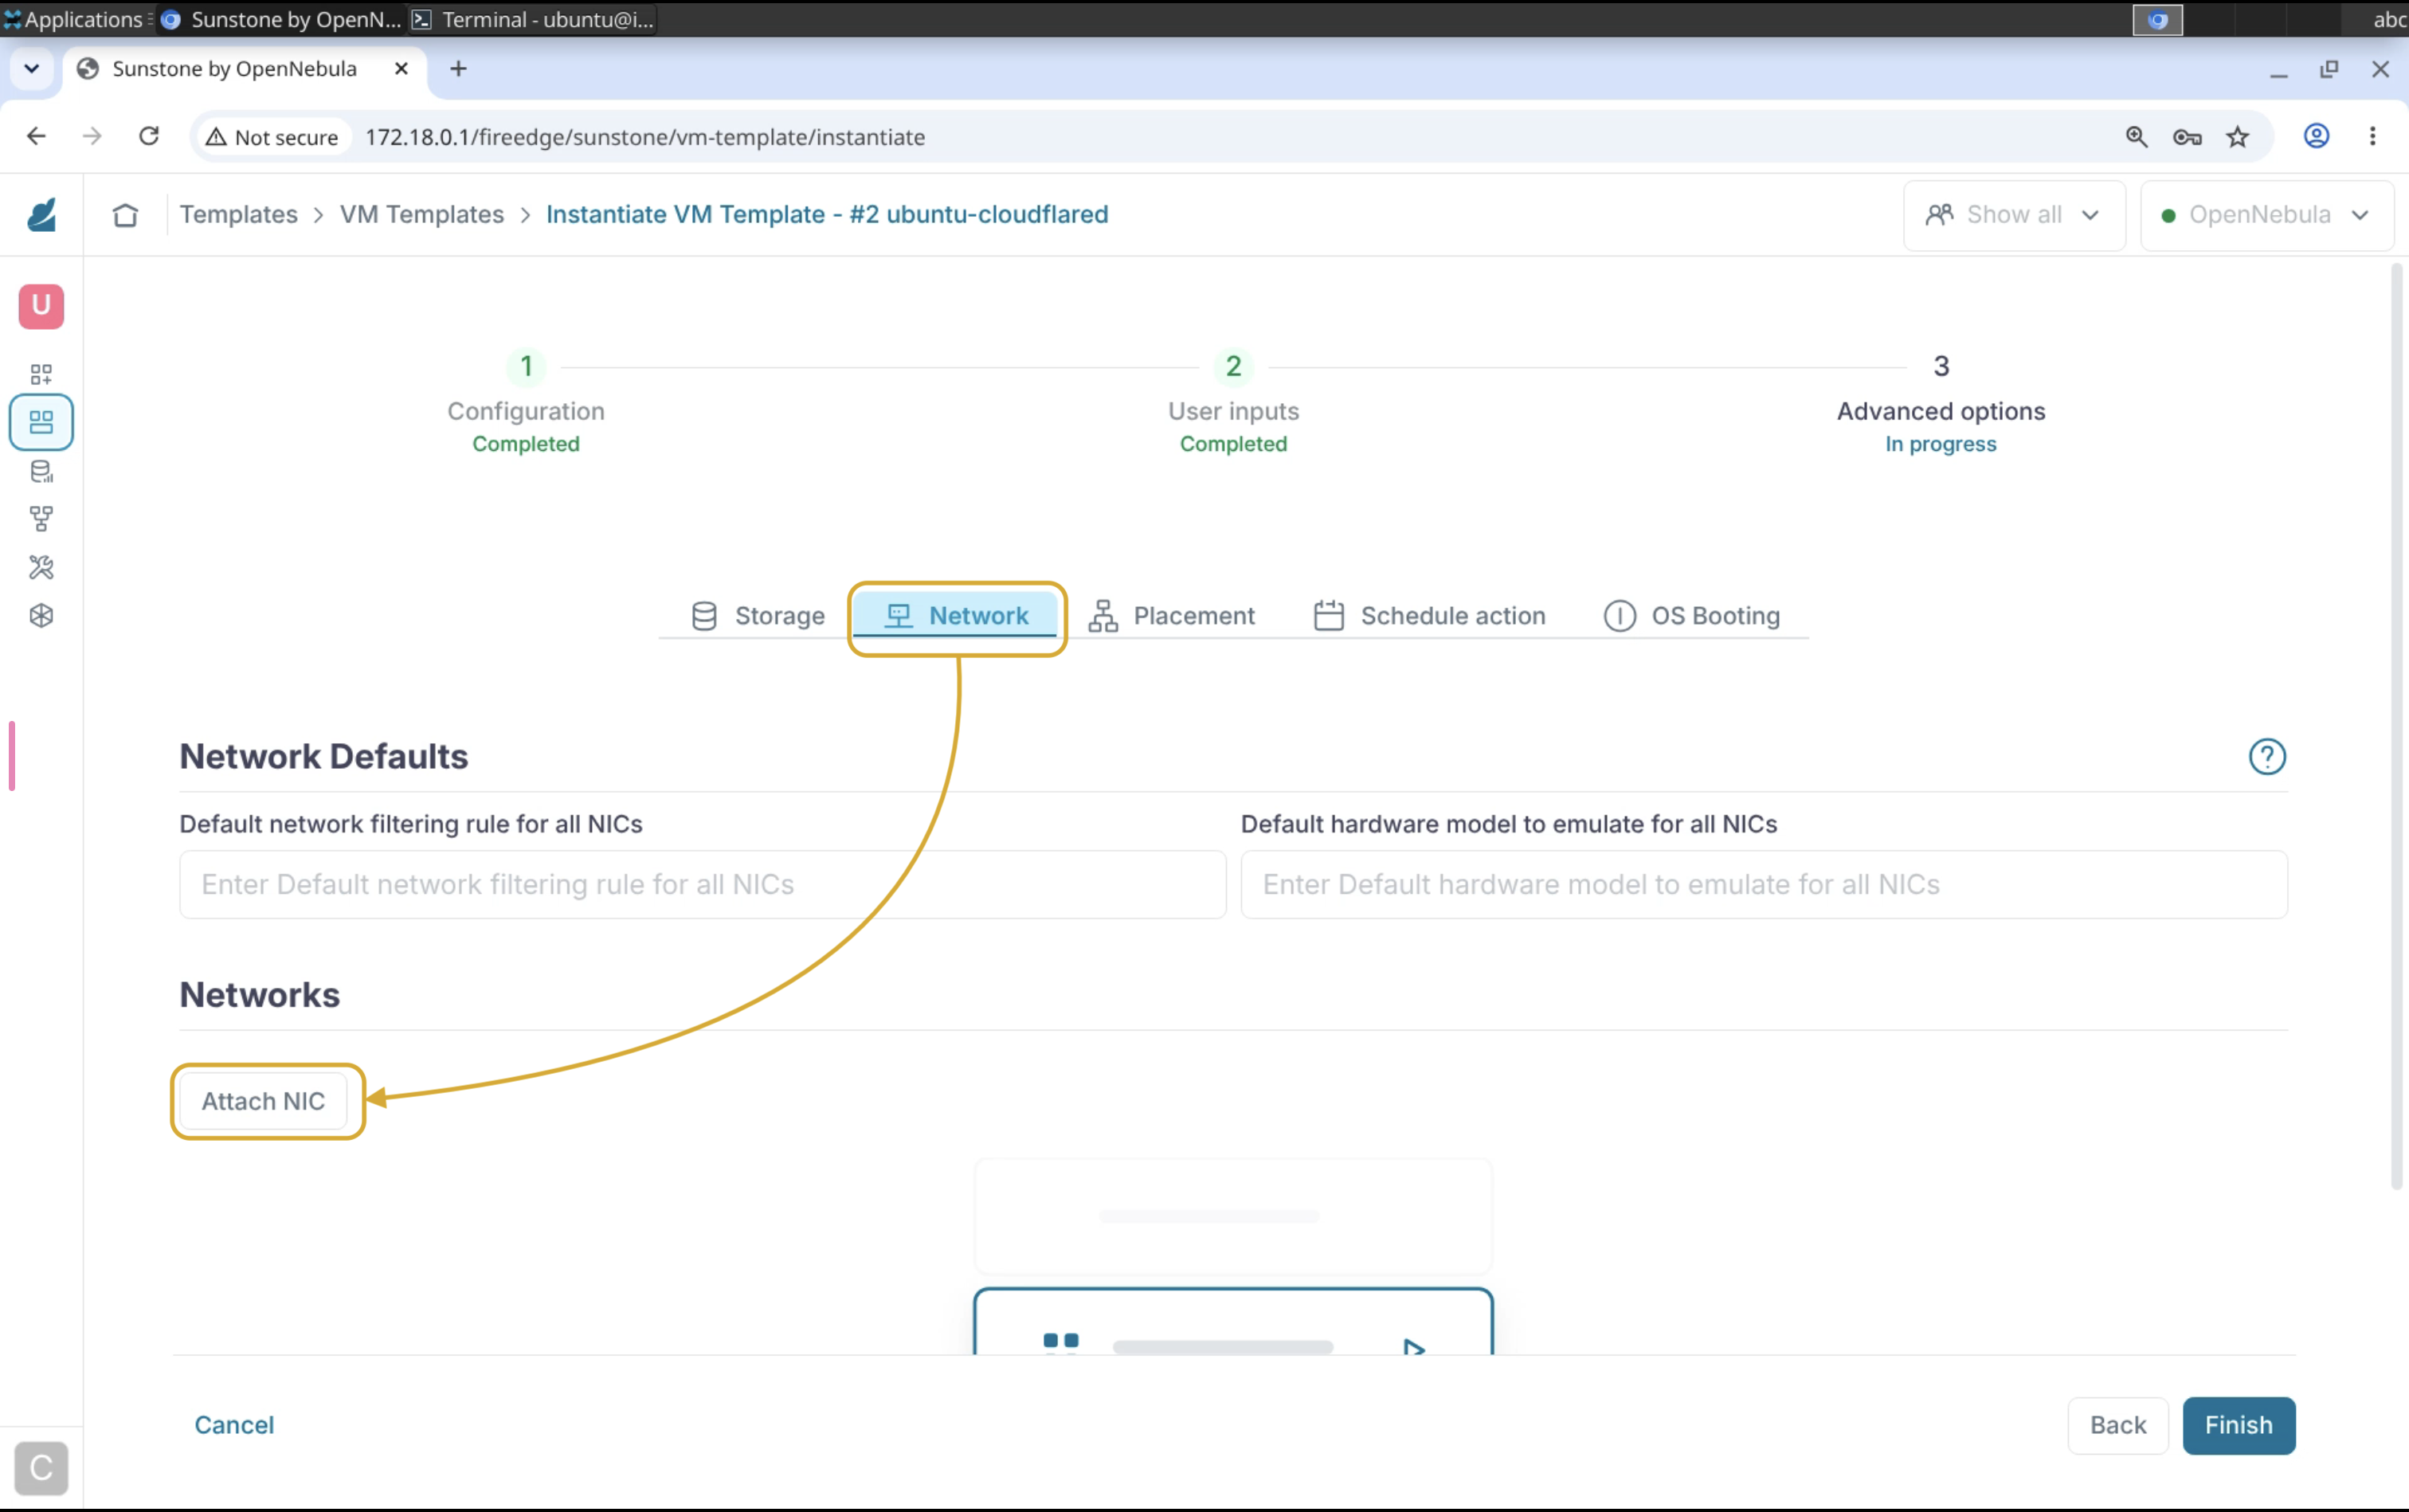 Applications Sunstone by OpenN... Terminal - ubuntu@i... abc
Sunstone by OpenNebula
Not secure 172.18.0.1/fireedge/sunstone/vm-template/instantiate
Templates > VM Templates > Instantiate VM Template - #2 ubuntu-cloudflared Show all OpenNebula
U
1 2 3
Configuration User inputs Advanced options
Completed Completed In progress
Storage Network Placement Schedule action OS Booting
Network Defaults
Default network filtering rule for all NICs Default hardware model to emulate for all NICs
Enter Default network filtering rule for all NICs Enter Default hardware model to emulate for all NICs
Networks
Attach NIC
Cancel Back Finish
C